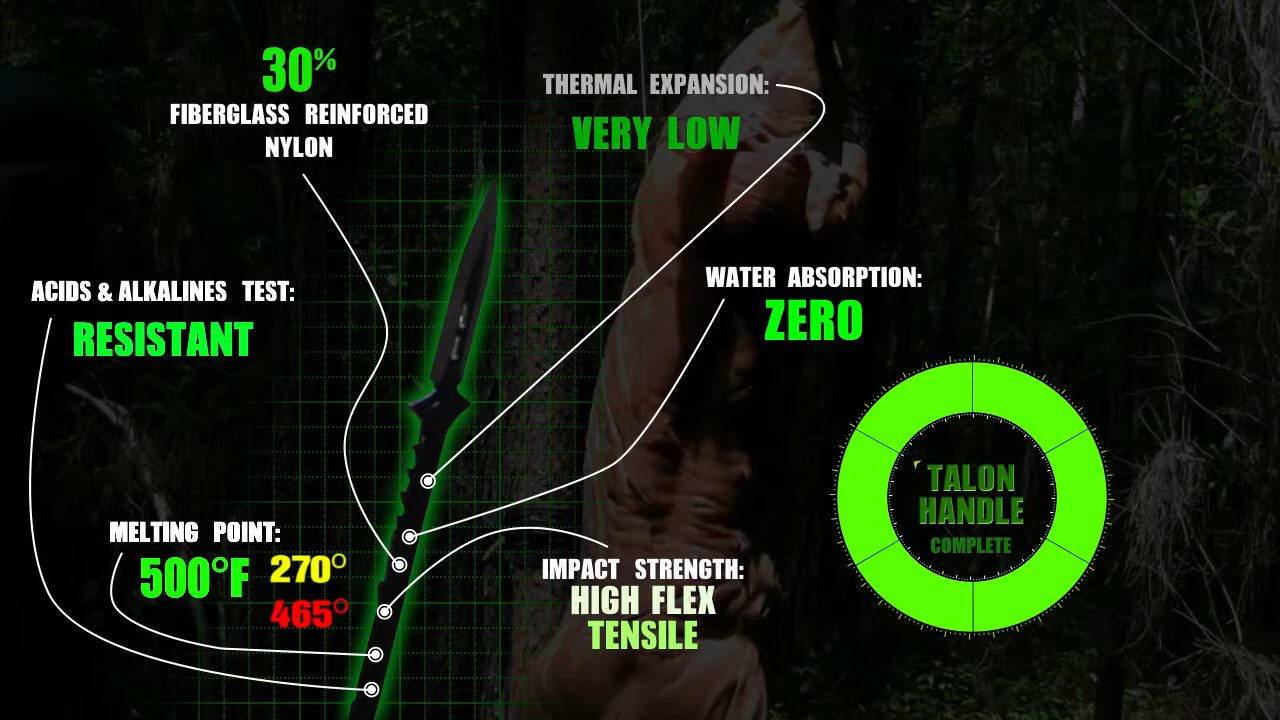 30%
FIBERGLASS REINFORCED
NYLON
THERMAL EXPANSION:
VERY LOW
ACIDS & ALKALINES TEST:
RESISTANT
WATER ABSORPTION:
ZERO
MELTING POINT:
500°F 270°
465°
IMPACT STRENGTH:
HIGH FLEX
TENSILE
TALON
HANDLE
COMPLETE